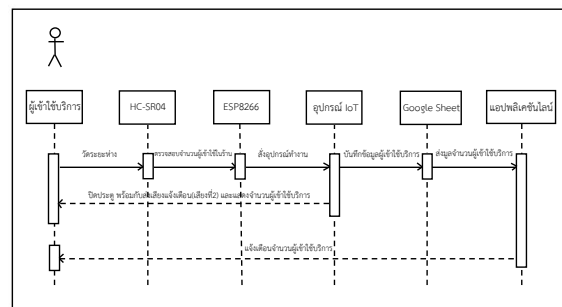 ผู้เข้าใช้บริการ
HC-SR04
ESP8266
อุปกรณ์ IoT
Google Sheet
แอปพลิเคชันไลน์
วัดระยะห่าง
ตรวจสอบจำนวนผู้เข้าใช้ในร้าน
สั่งอุปกรณ์ทำงาน
บันทึกข้อมูลผู้เข้าใช้บริการ
ส่งมูลจำนวนผู้เข้าใช้บริการ
ปิดประตู พร้อมกับส่งเสียงแจ้งเตือน(เสียงที่2) และแสดงจำนวนผู้เข้าใช้บริการ
แจ้งเตือนจำนวนผู้เข้าใช้บริการ